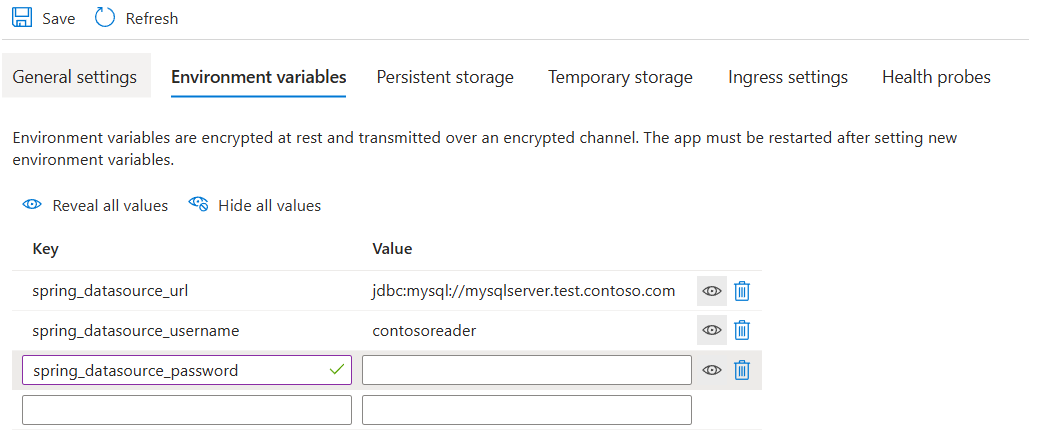 Save Refresh
General settings Environment variables Persistent storage Temporary storage Ingress settings Health probes
Environment variables are encrypted at rest and transmitted over an encrypted channel. The app must be restarted after setting new
environment variables.
Reveal all values Hide all values
Key Value
spring_datasource_url jdbc:mysql://mysqlserver.test.contoso.com
spring_datasource_username contosoreader
spring_datasource_password